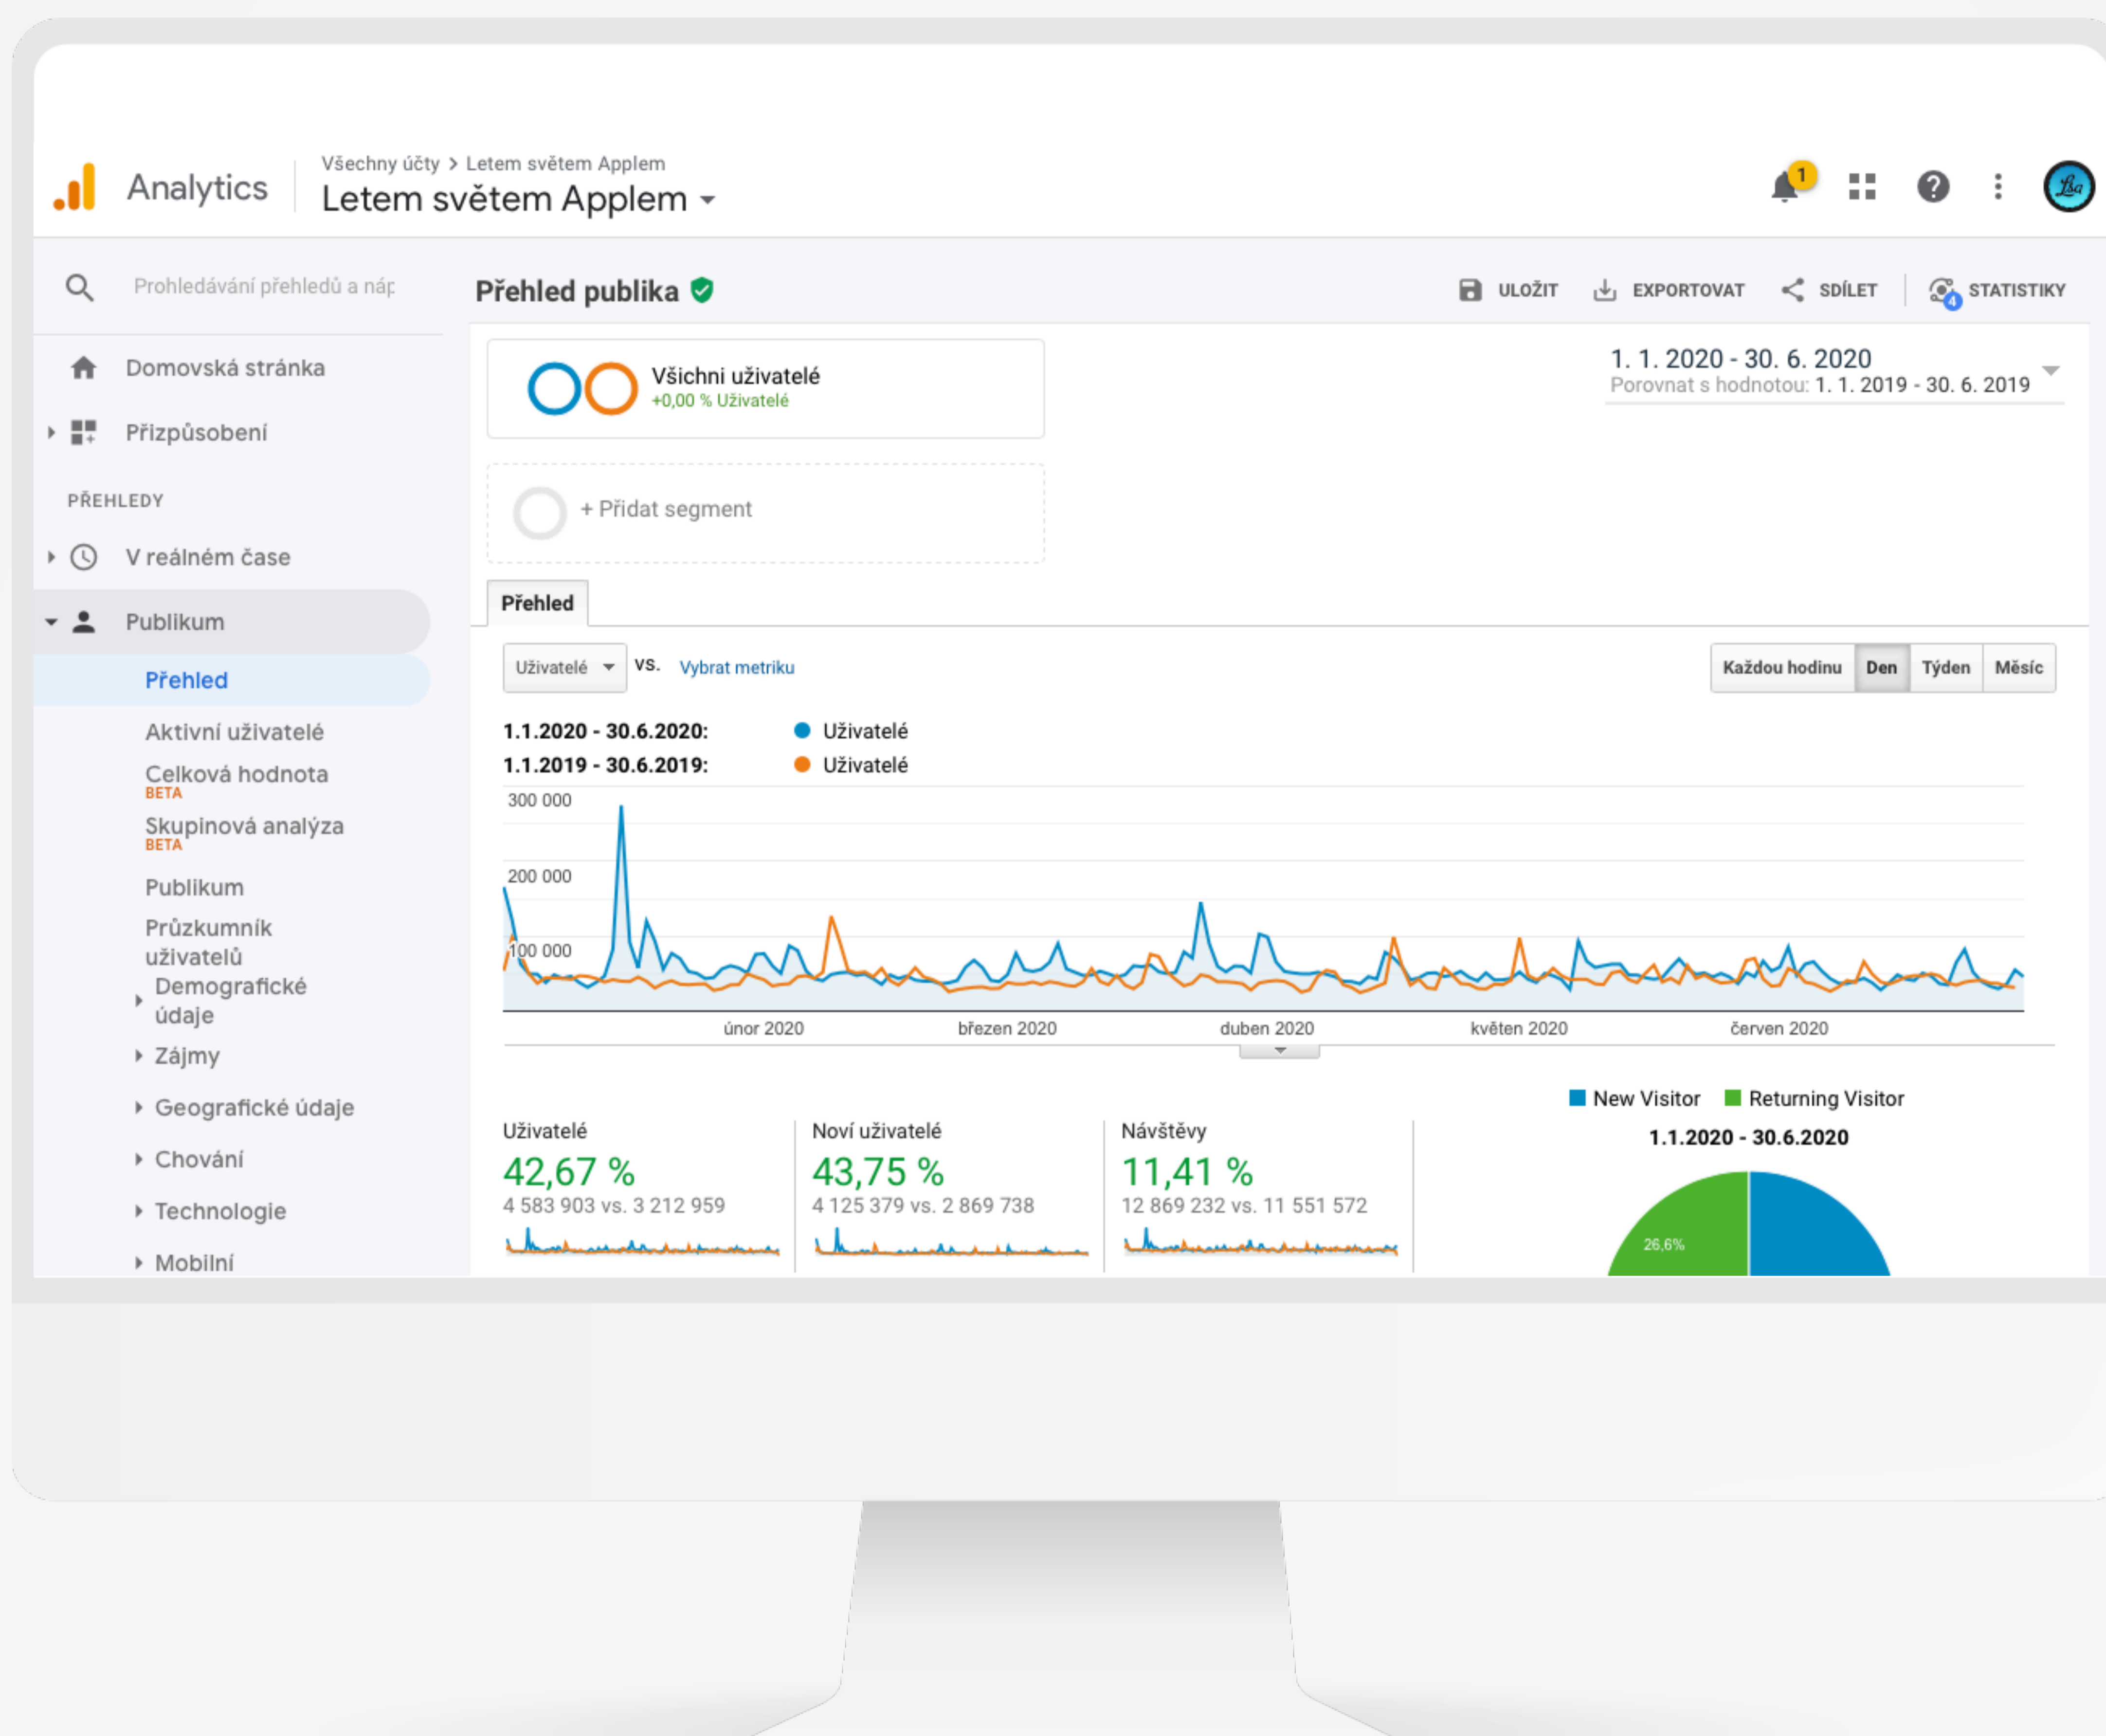 Analytics
Všechny účty > Letem světem Applem
Letem světem Applem
1
Lsa
Prohledávání přehledů a náp
Přehled publika
ULOŽIT
EXPORTOVAT
SDÍLET
4
STATISTIKY
Domovská stránka
Přizpůsobení
PŘEHLEDY
V reálném čase
Publikum
Přehled
Aktivní uživatelé
Celková hodnota
BETA
Skupinová analýza
BETA
Publikum
Průzkumník
uživatelů
Demografické
údaje
Zájmy
Geografické údaje
Chování
Technologie
Mobilní
Všichni uživatelé
+0,00 % Uživatelé
1. 1. 2020 - 30. 6. 2020
Porovnat s hodnotou: 1. 1. 2019 - 30. 6. 2019
+ Přidat segment
Přehled
Uživatelé
VS.
Vybrat metriku
Každou hodinu
Den
Týden
Měsíc
1.1.2020 - 30.6.2020: Uživatelé
1.1.2019 - 30.6.2019: Uživatelé
300 000
200 000
100 000
únor 2020
březen 2020
duben 2020
květen 2020
červen 2020
Uživatelé
42,67 %
4 583 903 vs. 3 212 959
Noví uživatelé
43,75 %
4 125 379 vs. 2 869 738
Návštěvy
11,41 %
12 869 232 vs. 11 551 572
New Visitor
Returning Visitor
1.1.2020 - 30.6.2020
26,6%